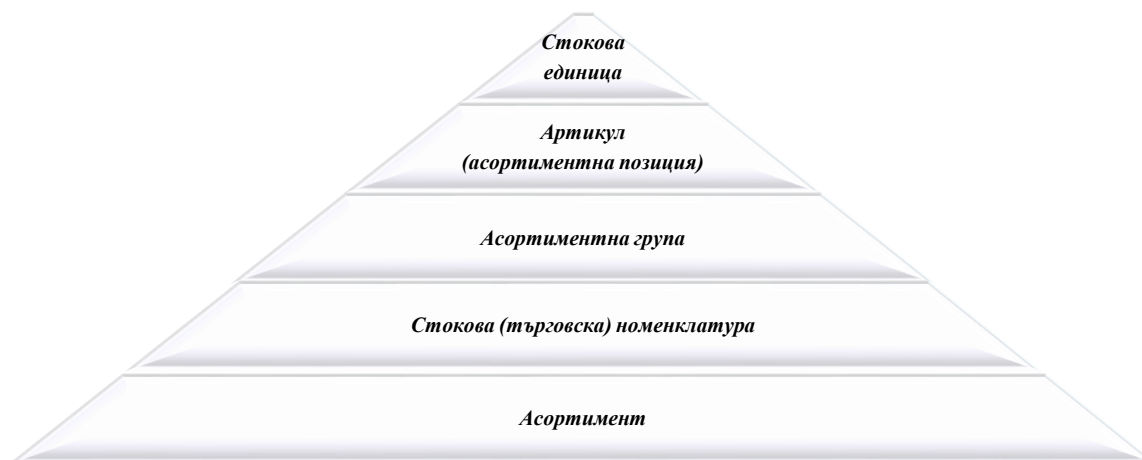 Стокова
единица
Артикул
(асортиментна позиция)
Асортиментна група
Стокова (търговска) номенклатура
Асортимент